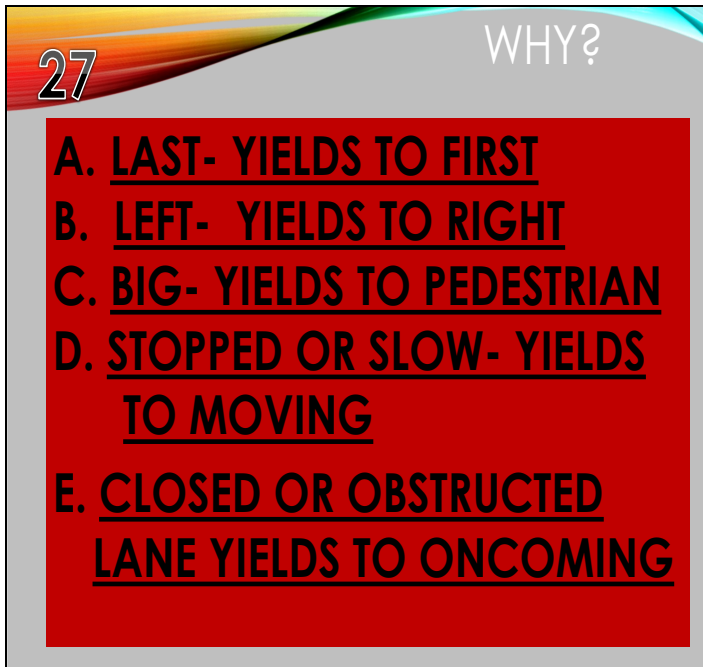 WHY?
27
A. LAST- YIELDS TO FIRST
B. LEFT- YIELDS TO RIGHT
C. BIG- YIELDS TO PEDESTRIAN
D. STOPPED OR SLOW- YIELDS
TO MOVING
E. CLOSED OR OBSTRUCTED
LANE YIELDS TO ONCOMING